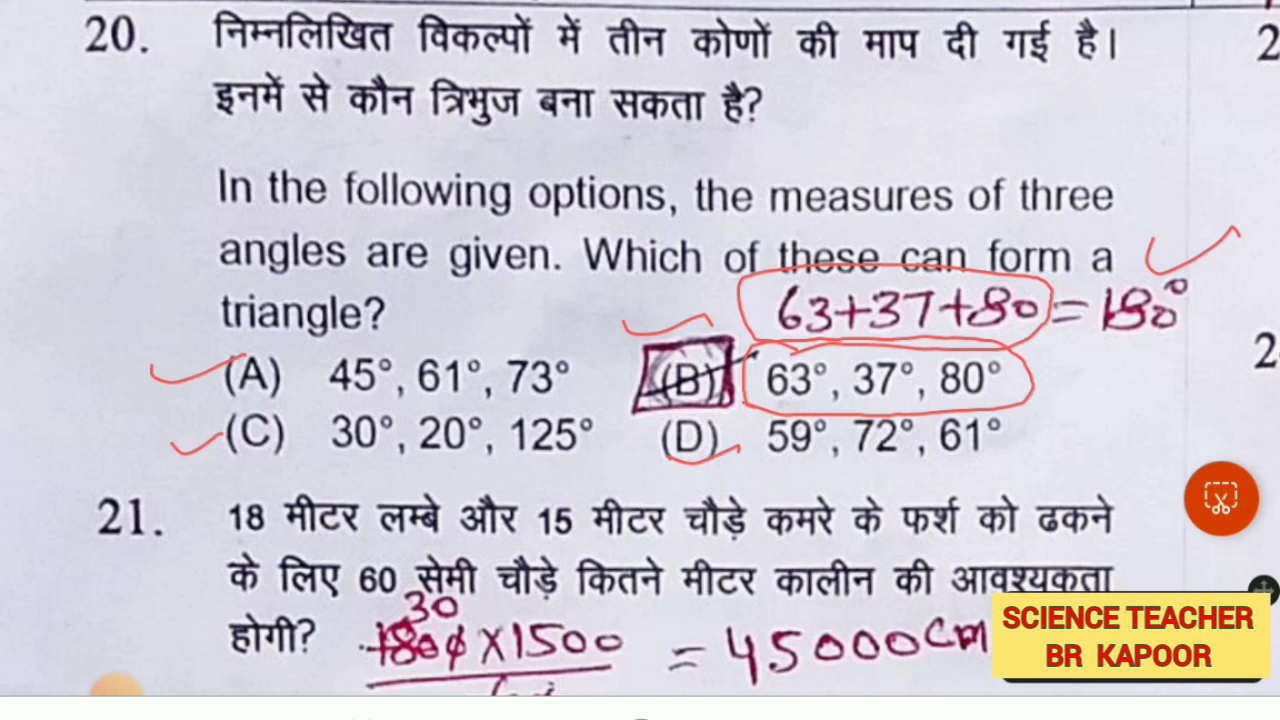 20. निम्नलिखित विकल्पों में तीन कोणों की माप दी गई है।
इनमें से कौन त्रिभुज बना सकता है?
In the following options, the measures of three
angles are given. Which of these can form a
triangle?
63+37+80 = 180°
(A) 45°, 61°, 73° (B) 63°, 37°, 80°
(C) 30°, 20°, 125° (D) 59°, 72°, 61°
21. 18 मीटर लम्बे और 15 मीटर चौड़े कमरे के फर्श को ढकने
के लिए 60 सेमी चौड़े कितने मीटर कालीन की आवश्यकता
होगी?
30
1800 X 1500 = 45000cm
SCIENCE TEACHER
BR KAPOOR
2
2